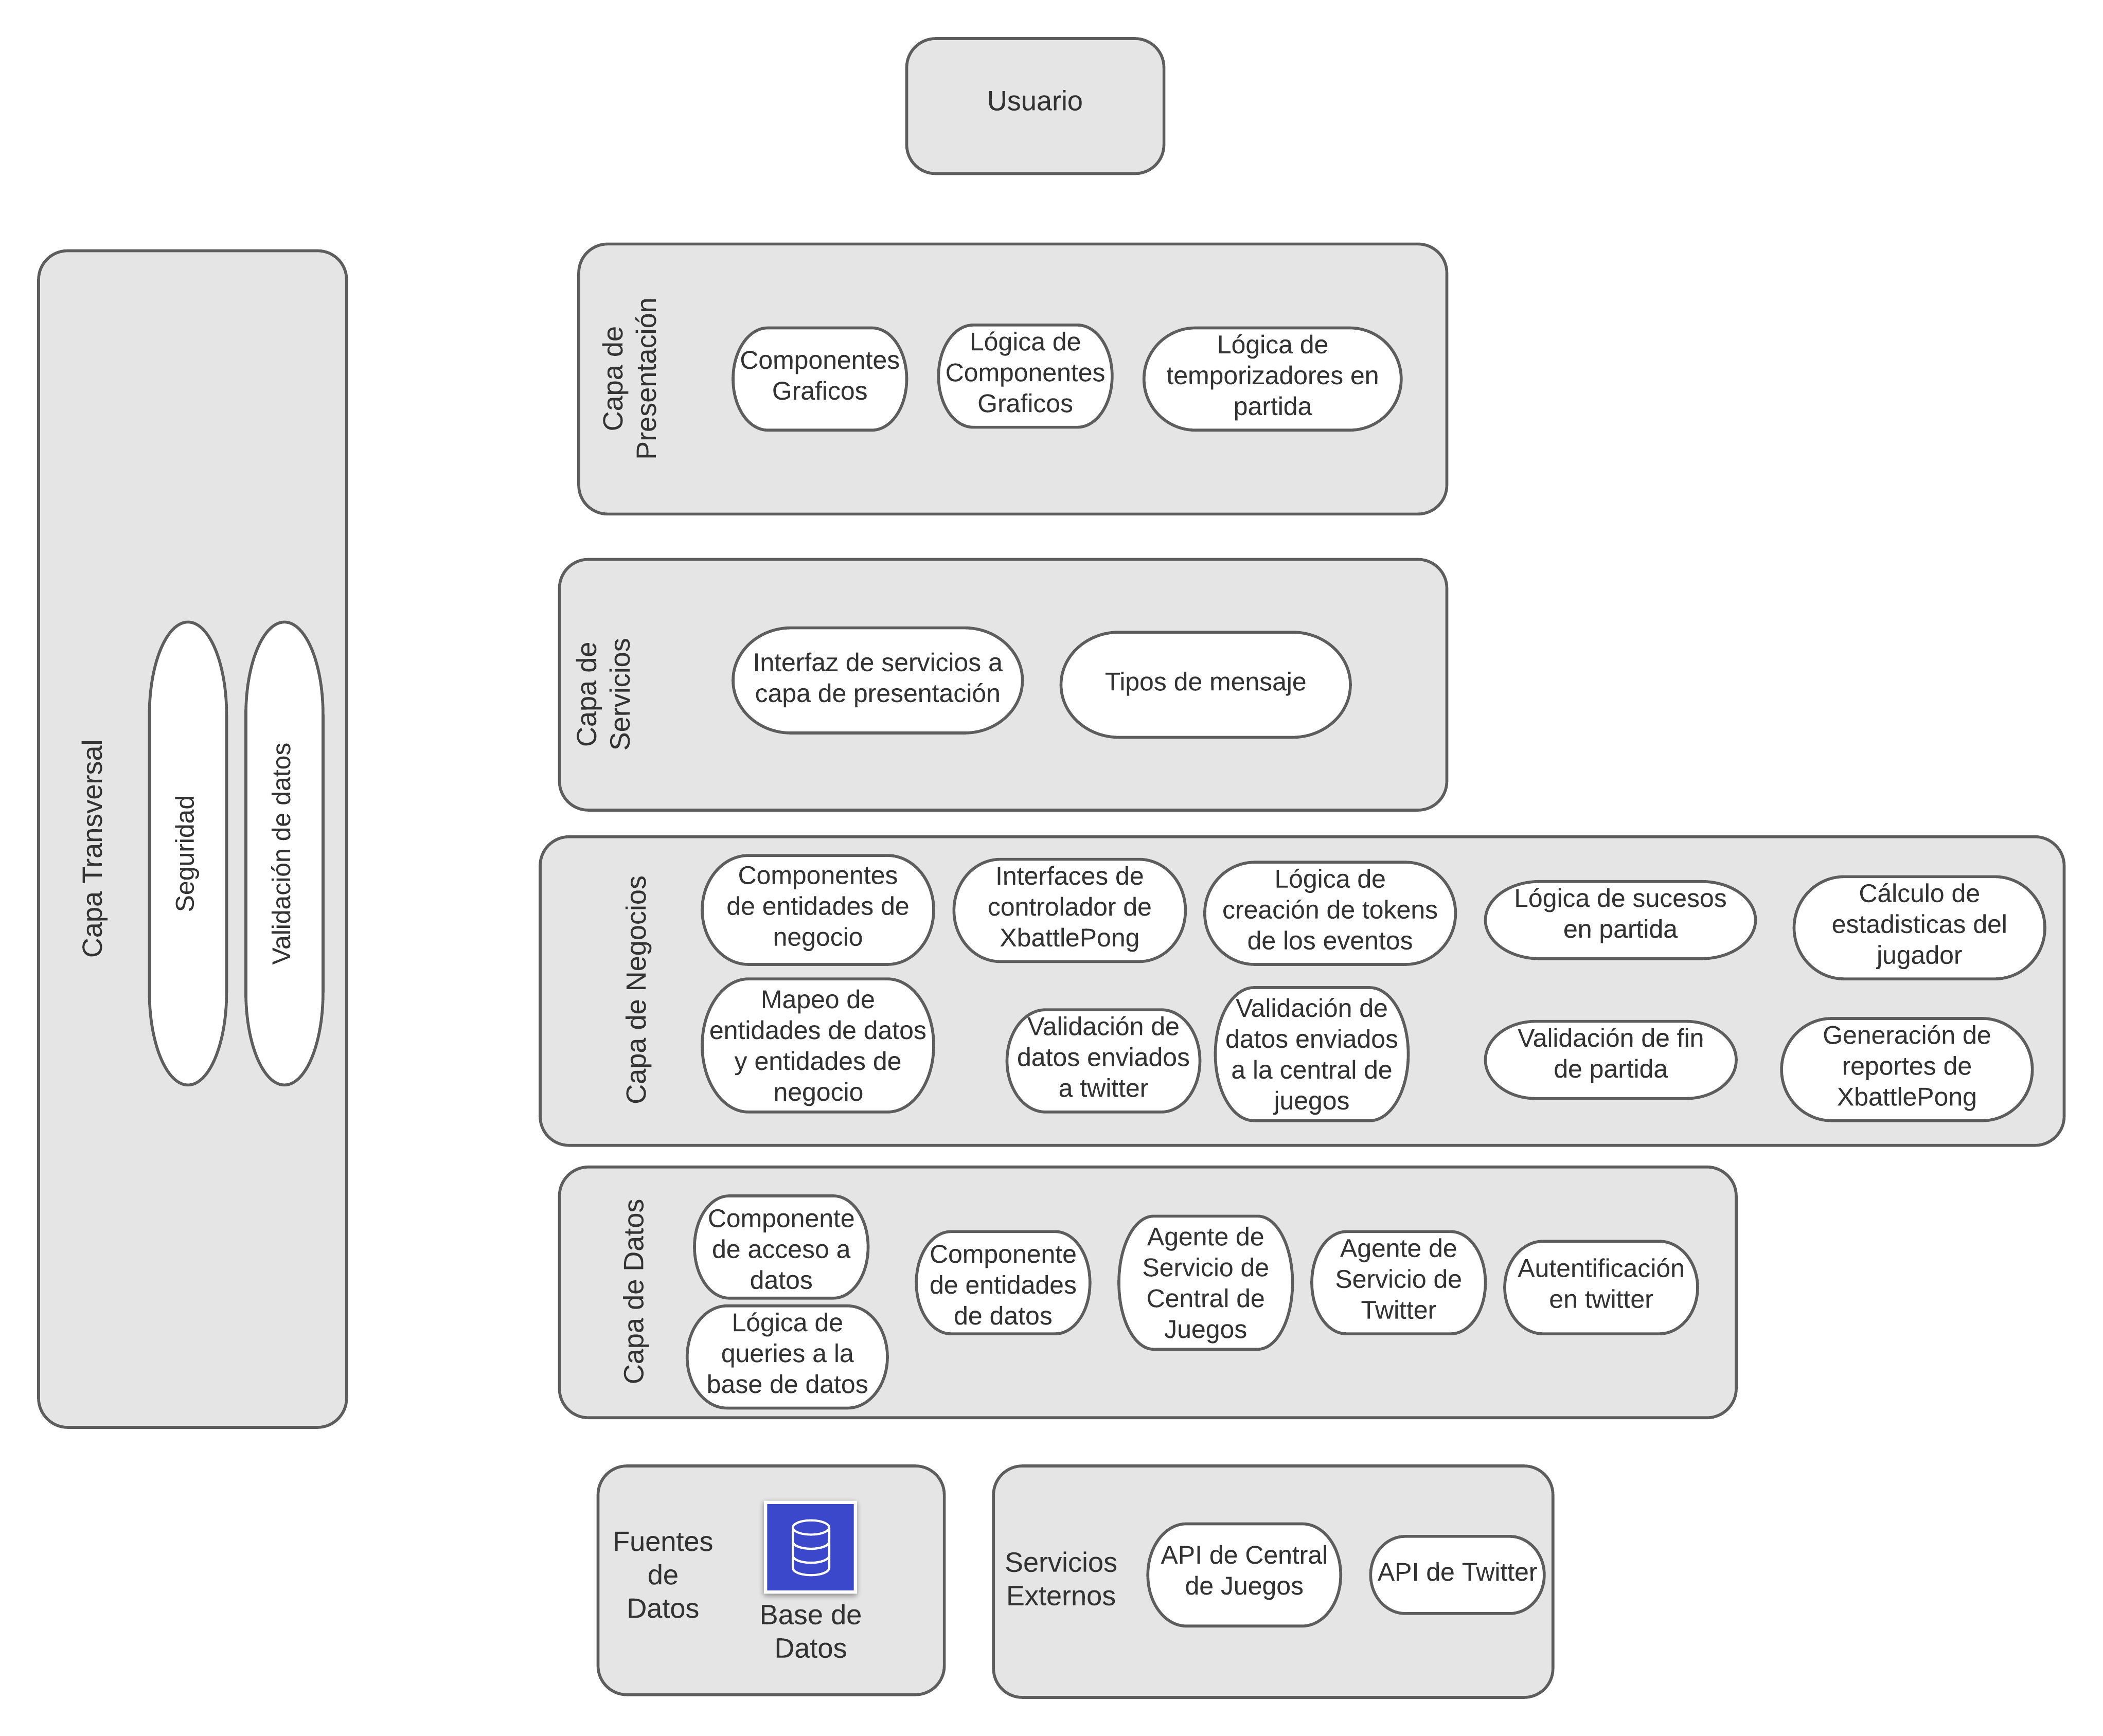 Usuario
Capa Transversal
Seguridad
Validación de datos
Capa de
Presentación
Componentes
Graficos
Lógica de
Componentes
Graficos
Lógica de
temporizadores en
partida
Capa de
Servicios
Interfaz de servicios a
capa de presentación
Tipos de mensaje
Capa de Negocios
Componentes
de entidades de
negocio
Interfaces de
controlador de
XbattlePong
Lógica de
creación de tokens
de los eventos
Lógica de sucesos
en partida
Cálculo de
estadisticas del
jugador
Mapeo de
entidades de datos
y entidades de
negocio
Validación de
datos enviados
a twitter
Validación de
datos enviados
a la central de
juegos
Validación de fin
de partida
Generación de
reportes de
XbattlePong
Capa de Datos
Componente
de acceso a
datos
Lógica de
queries a la
base de datos
Componente
de entidades
de datos
Agente de
Servicio de
Central de
Juegos
Agente de
Servicio de
Twitter
Autentificación
en twitter
Fuentes
de
Datos
Base de
Datos
Servicios
Externos
API de Central
de Juegos
API de Twitter